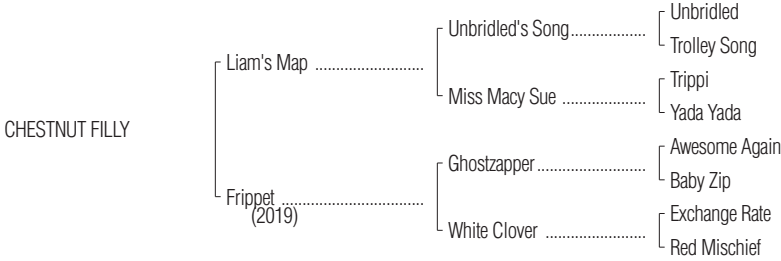 Unbridled
Unbridled's Song..................
Trolley Song
Liam's Map ..........................
Trippi
Miss Macy Sue ....................
Yada Yada
CHESTNUT FILLY
Awesome Again
Ghostzapper..........................
Baby Zip
Frippet ..................................
(2019)
Exchange Rate
White Clover ........................
Red Mischief